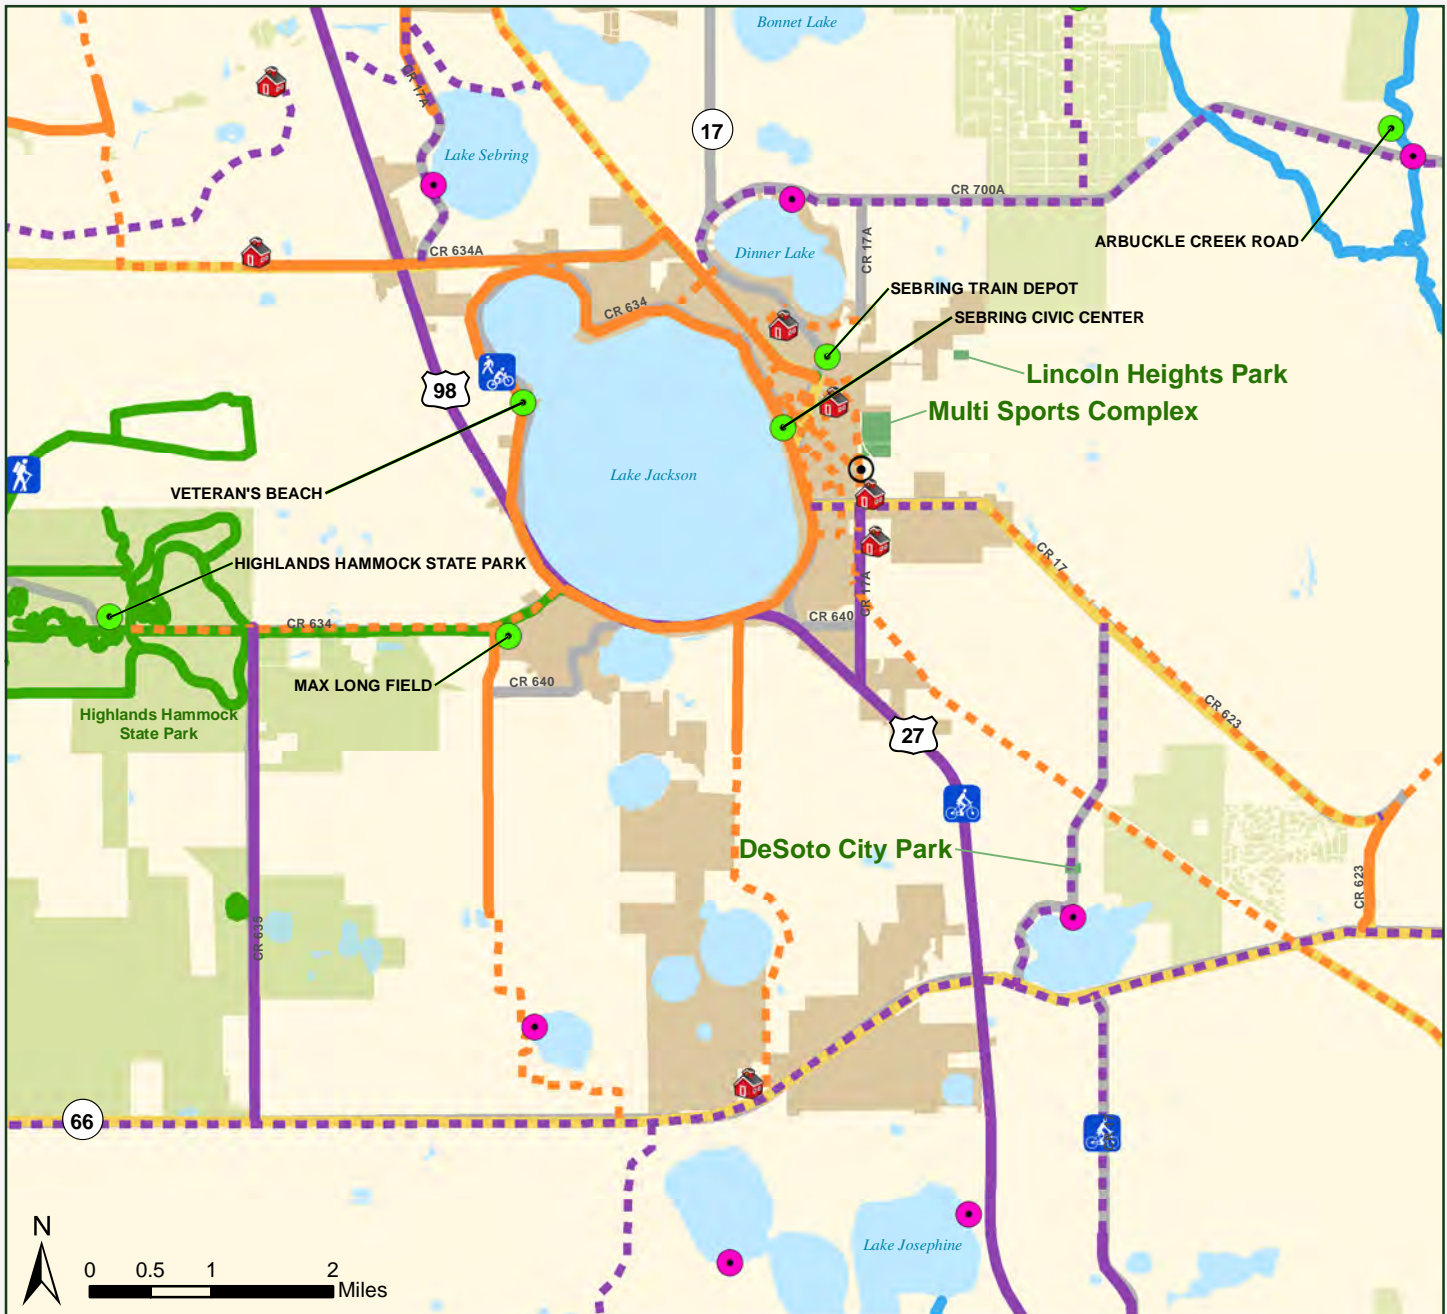 Bonnet Lake
CR 17A
17
Lake Sebring
CR 700A
CR 634A
CR 17A
Dinner Lake
ARBUCKLE CREEK ROAD
SEBRING TRAIN DEPOT
CR 634
SEBRING CIVIC CENTER
98
Lincoln Heights Park
Multi Sports Complex
Lake Jackson
VETERAN'S BEACH
HIGHLANDS HAMMOCK STATE PARK
CR 17
CR 17A
CR 634
CR 640
MAX LONG FIELD
CR 640
Highlands Hammock
State Park
CR 623
27
DeSoto City Park
CR 623
CR 635
66
N
0 0.5 1 2
Miles
Lake Josephine